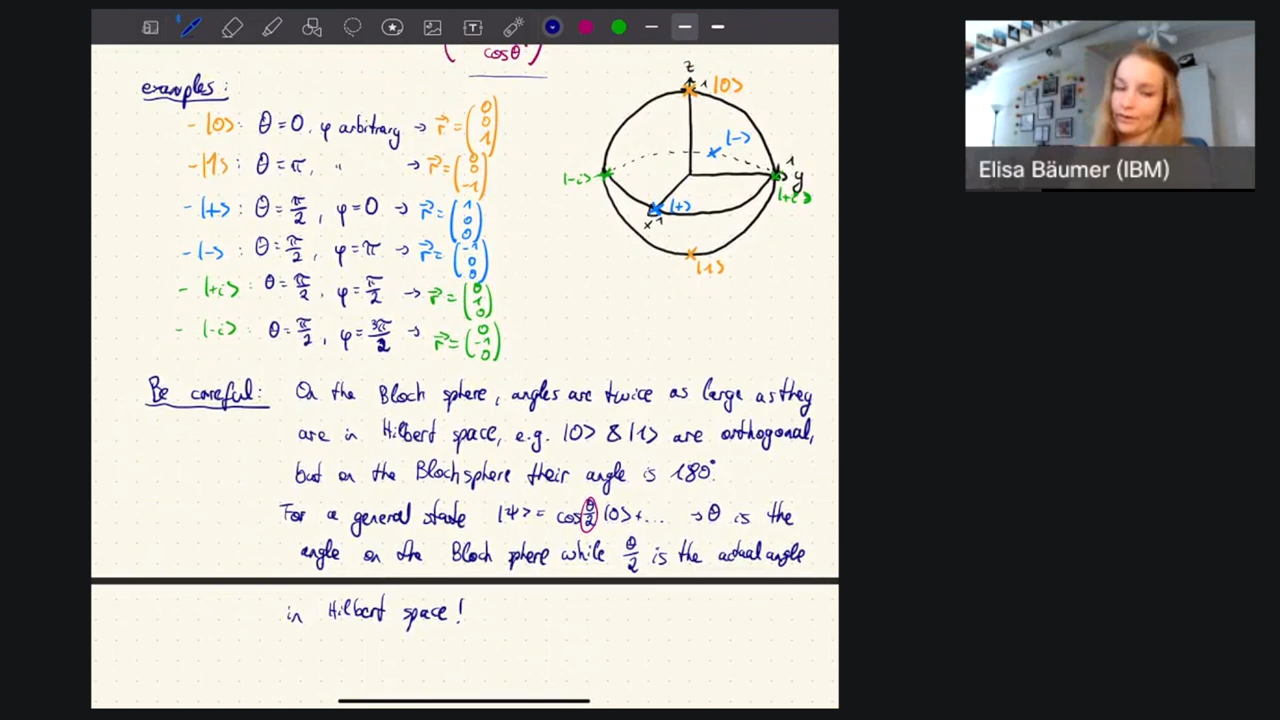 ( cosθ )
examples:
- |0>: θ = 0, φ arbitrary → r⃗ = (0 0 1)
- |1>: θ = π, " → r⃗ = (0 0 -1)
- |+>: θ = π/2, φ = 0 → r⃗ = (1 0 0)
- |->: θ = π/2, φ = π → r⃗ = (-1 0 0)
- |+i>: θ = π/2, φ = π/2 → r⃗ = (0 1 0)
- |-i>: θ = π/2, φ = 3π/2 → r⃗ = (0 -1 0)
z
1 |0>
|->
|-i>
1
y
|+i>
|+>
x 1
|1>
Elisa Bäumer (IBM)
Be careful: On the Bloch sphere, angles are twice as large as they
are in Hilbert space, e.g. |0> & |1> are orthogonal,
but on the Blochsphere their angle is 180°.
For a general state |ψ> = cos θ/2 |0> + ... → θ is the
angle on the Bloch sphere while θ/2 is the actual angle
in Hilbert space!